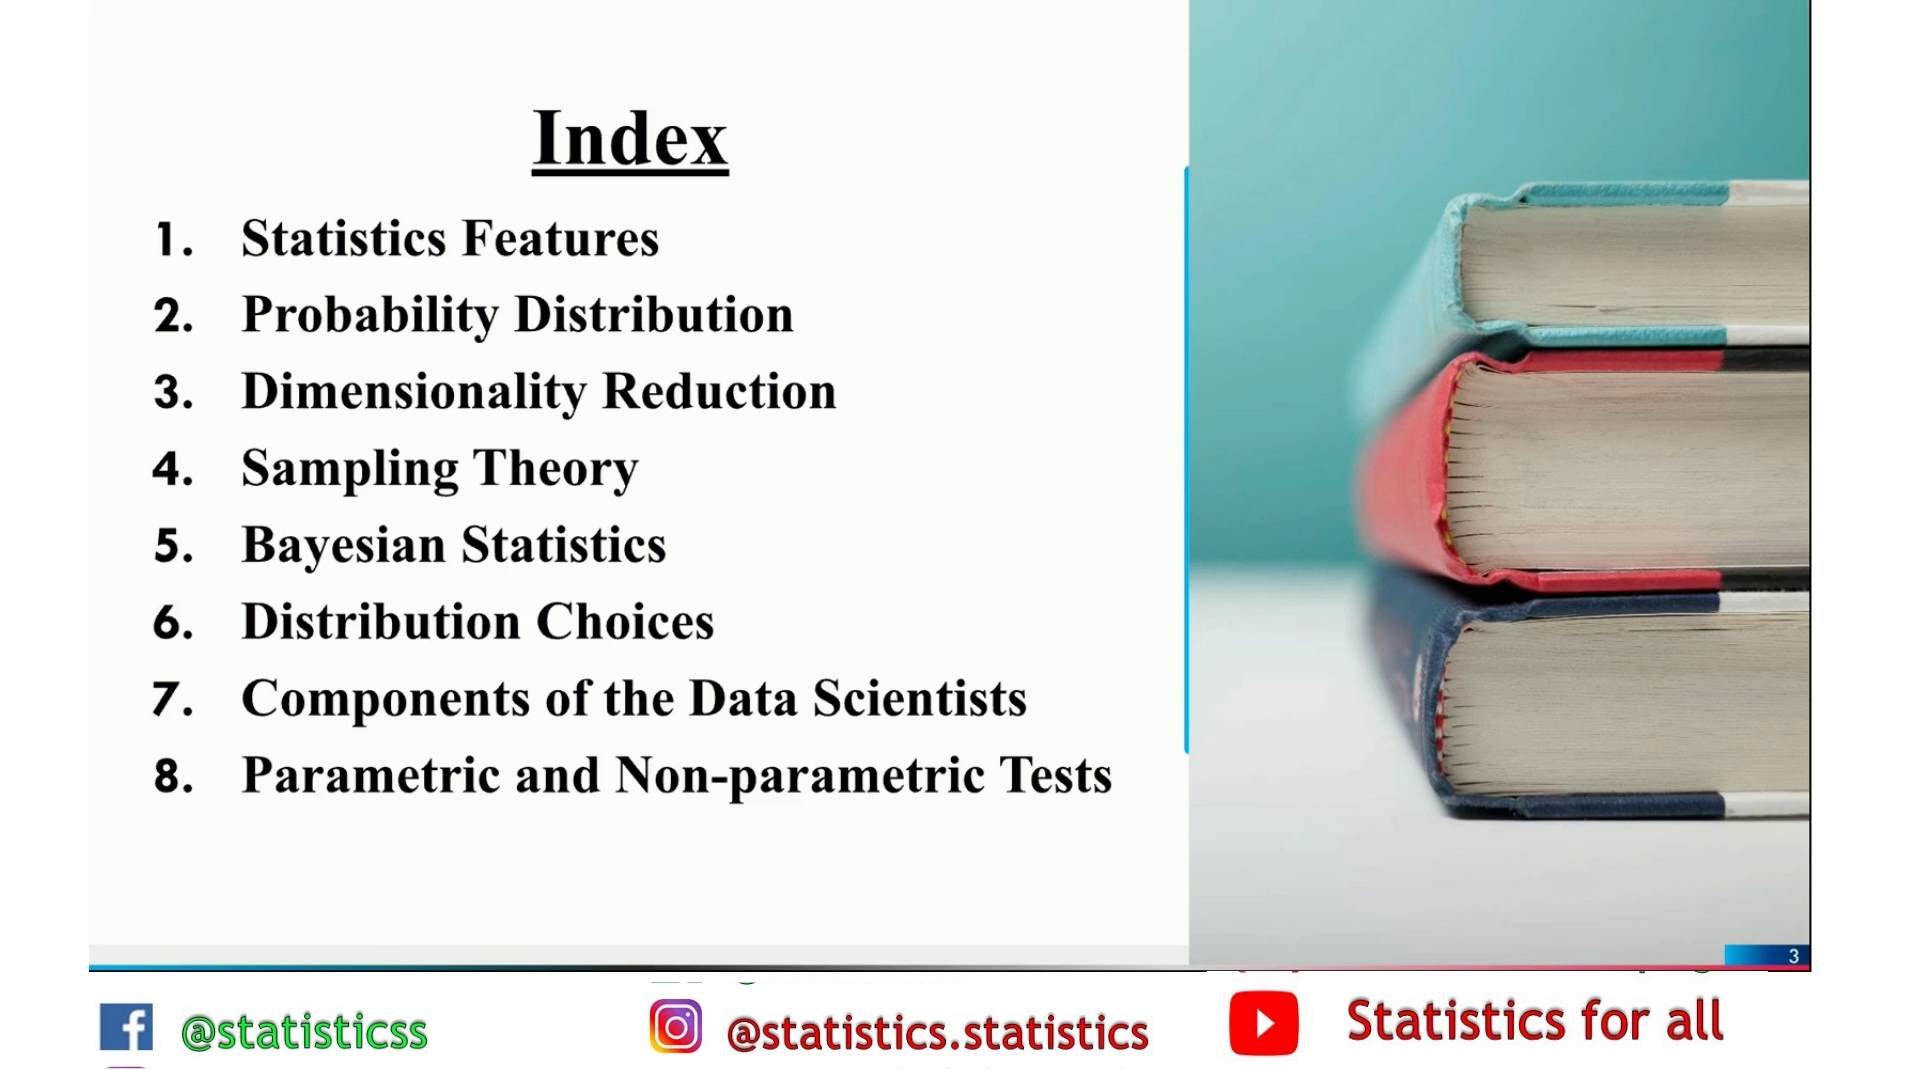 Index
1. Statistics Features
2. Probability Distribution
3. Dimensionality Reduction
4. Sampling Theory
5. Bayesian Statistics
6. Distribution Choices
7. Components of the Data Scientists
8. Parametric and Non-parametric Tests
3
@statisticss
@statistics.statistics
Statistics for all